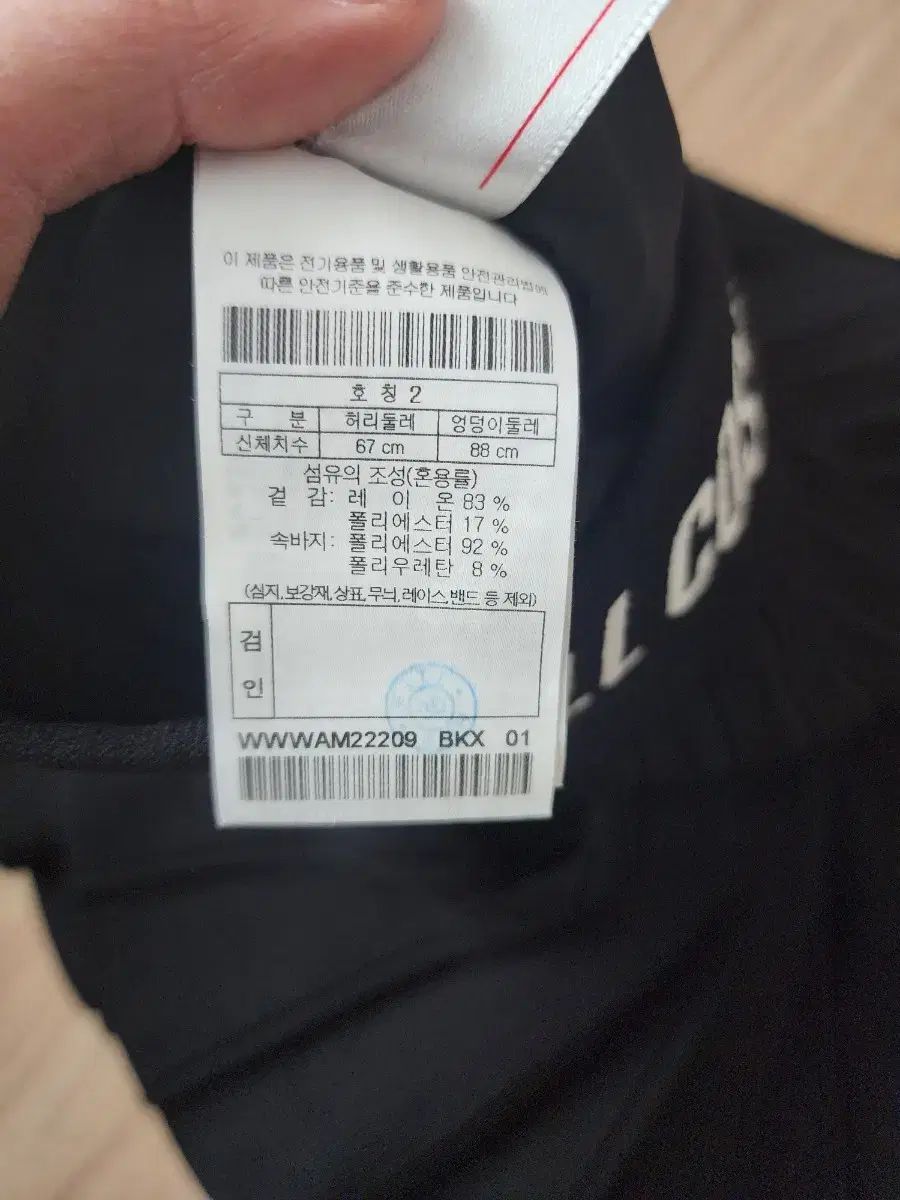 이 제품은 전기용품 및 생활용품 안전관리법에
따른 안전기준을 준수한 제품입니다
호 칭 2
구 분 허리둘레 엉덩이둘레
신체치수 67 cm 88 cm
섬유의 조성(혼용률)
겉 감: 레 이 온 83 %
폴리에스터 17 %
속바지: 폴리에스터 92 %
폴리우레탄 8 %
(심지,보강재,상표,무늬,레이스,밴드 등 제외)
검
인
WWWAM22209 BKX 01